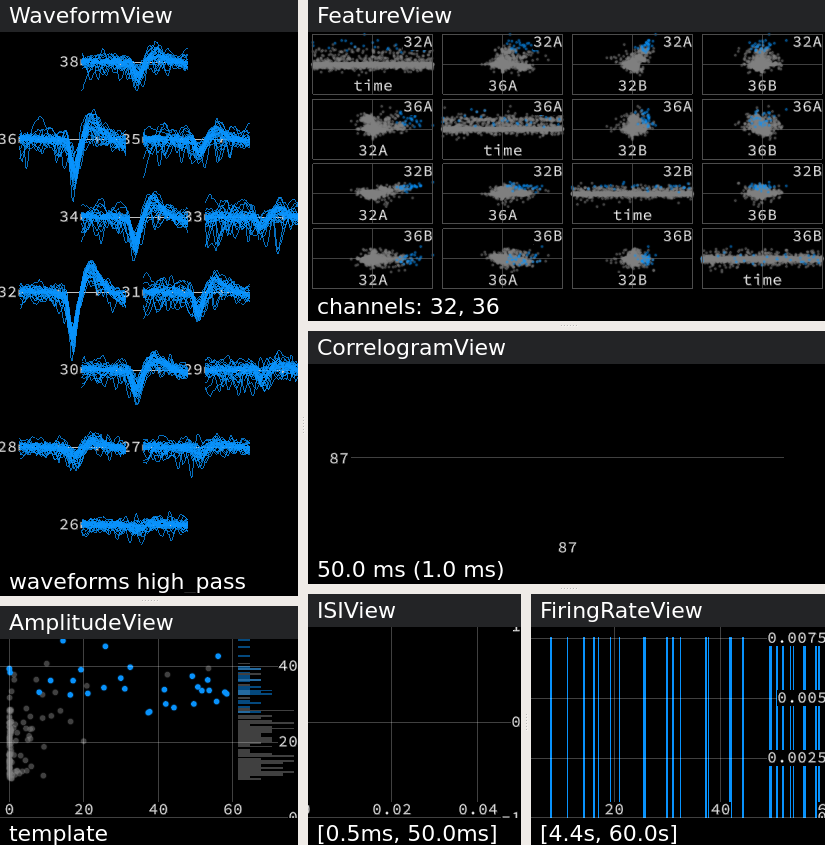 WaveformView
38
36 35
34 33
32 31
30 29
28 27
26
waveforms high_pass
FeatureView
32A 32A 32A 32A
time 36A 32B 36B
36A 36A 36A 36A
32A time 32B 36B
32B 32B 32B 32B
32A 36A time 36B
36B 36B 36B 36B
32A 36A 32B time
channels: 32, 36
CorrelogramView
87
87
50.0 ms (1.0 ms)
AmplitudeView
40
20
0
0 20 40 60
template
ISIView
1
0
-1
0.02 0.04
[0.5ms, 50.0ms]
FiringRateView
0.0075
0.005
0.0025
20 40
[4.4s, 60.0s]